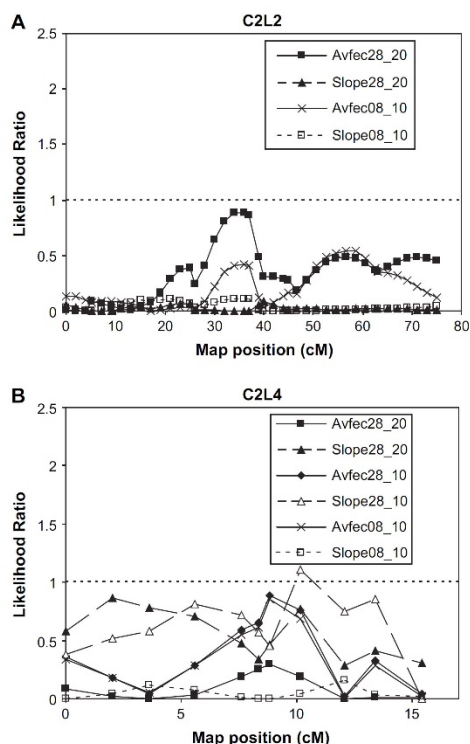 A
C2L2
2.5
2
1.5
1
0.5
0
Likelihood Ratio
Avfec28_20
Slope28_20
Avfec08_10
Slope08_10
0 10 20 30 40 50 60 70 80
Map position (cM)
B
C2L4
2.5
2
1.5
1
0.5
0
Likelihood Ratio
Avfec28_20
Slope28_20
Avfec28_10
Slope28_10
Avfec08_10
Slope08_10
0 5 10 15
Map position (cM)